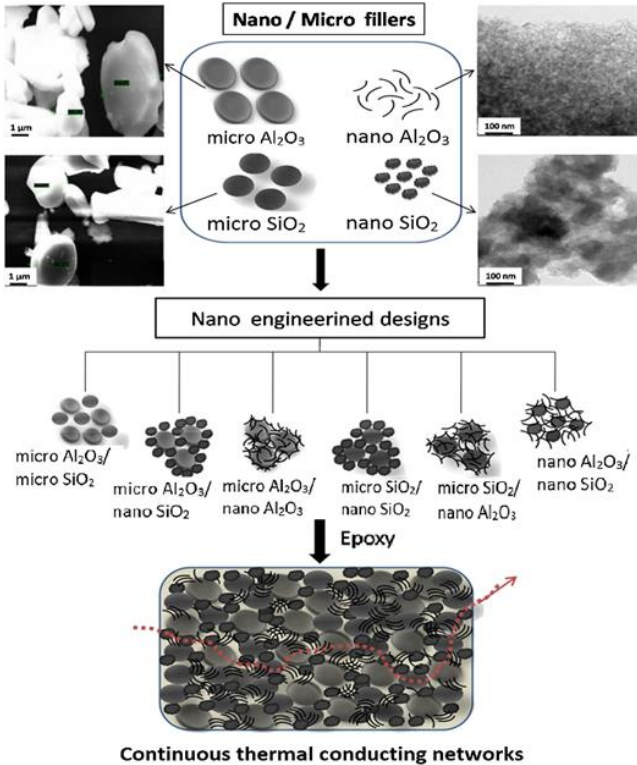 Nano / Micro fillers
1 µm
micro Al₂O₃
nano Al₂O₃
100 nm
micro SiO₂
nano SiO₂
1 µm
100 nm
Nano engineerined designs
micro Al₂O₃/
micro SiO₂
micro Al₂O₃/
nano SiO₂
micro Al₂O₃/
nano Al₂O₃
micro SiO₂/
nano SiO₂
micro SiO₂/
nano Al₂O₃
nano Al₂O₃/
nano SiO₂
Epoxy
Continuous thermal conducting networks